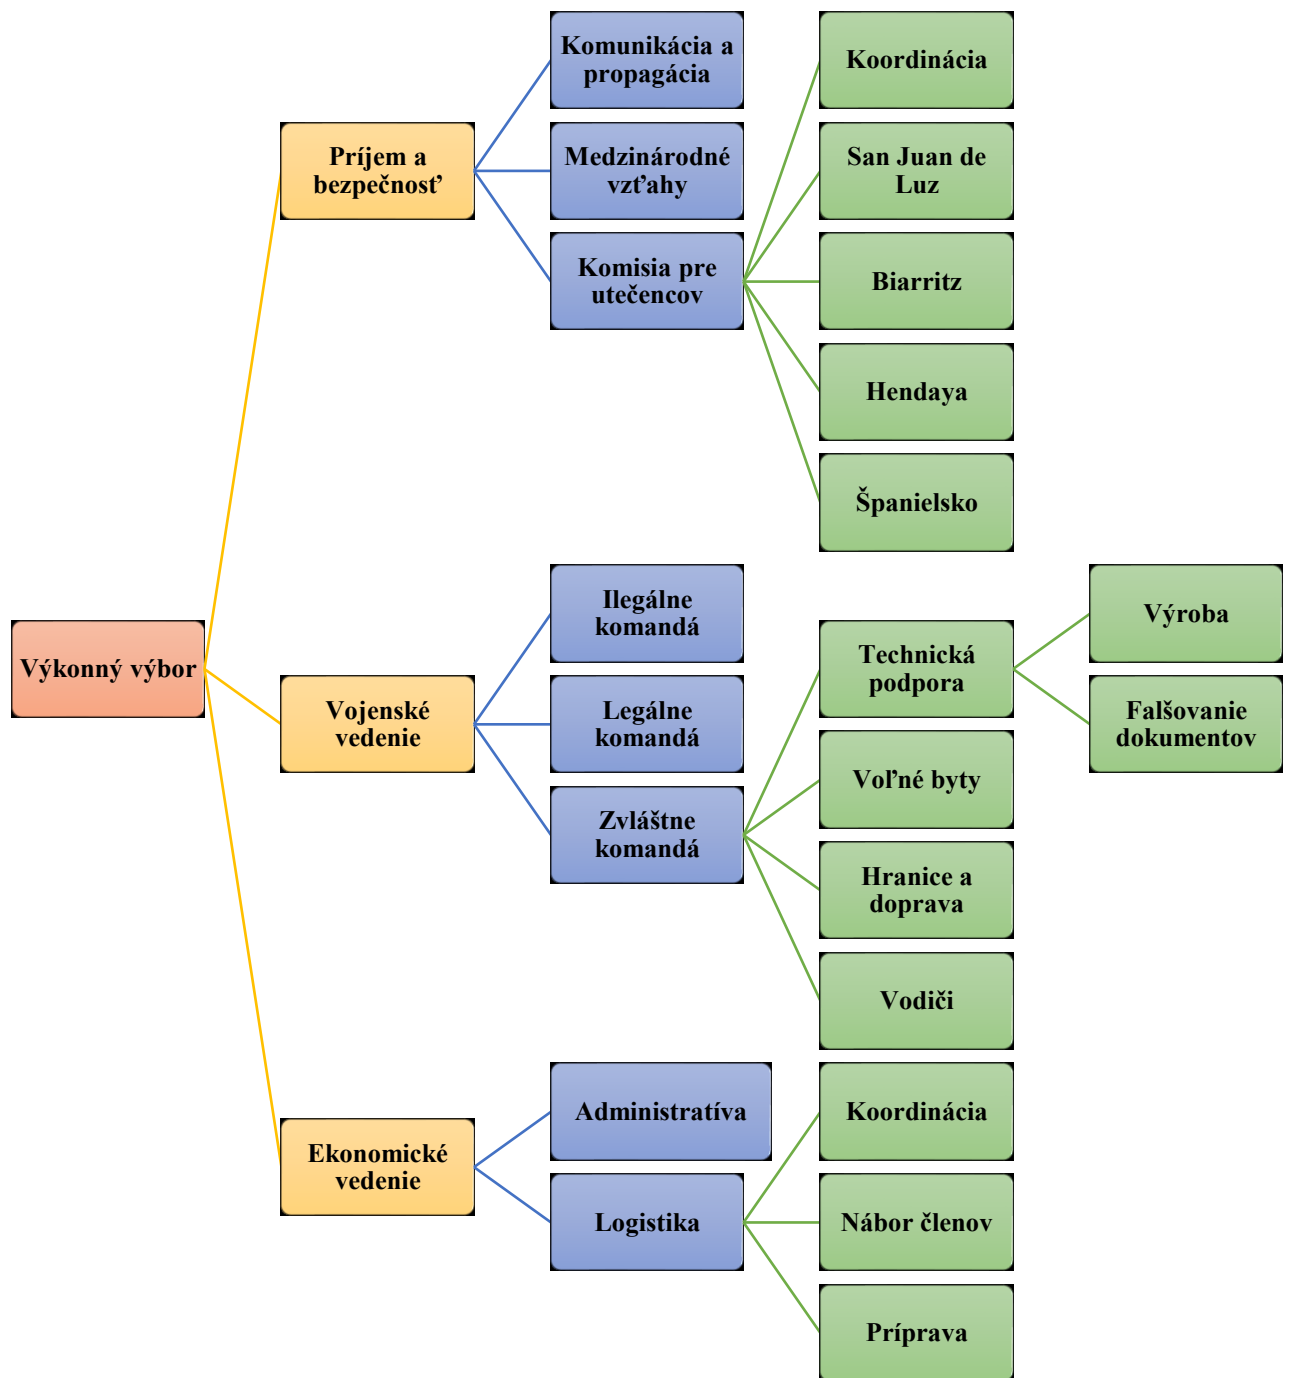 Výkonný výbor
Príjem a
bezpečnosť
Komunikácia a
propagácia
Medzinárodné
vzťahy
Komisia pre
utečencov
Koordinácia
San Juan de
Luz
Biarritz
Hendaya
Španielsko
Vojenské
vedenie
Ilegálne
komandá
Legálne
komandá
Zvláštne
komandá
Technická
podpora
Výroba
Falšovanie
dokumentov
Voľné byty
Hranice a
doprava
Vodiči
Ekonomické
vedenie
Administratíva
Logistika
Koordinácia
Nábor členov
Príprava